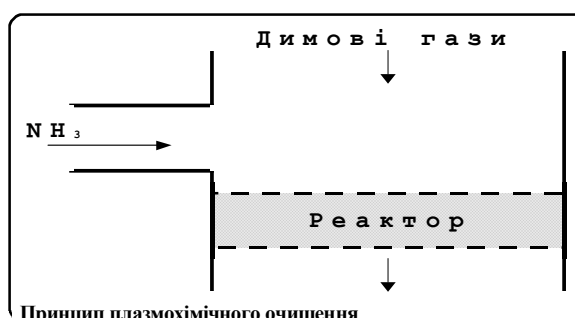 Димові гази
NH₃
Реактор
Принцип плазмохімічного очищення